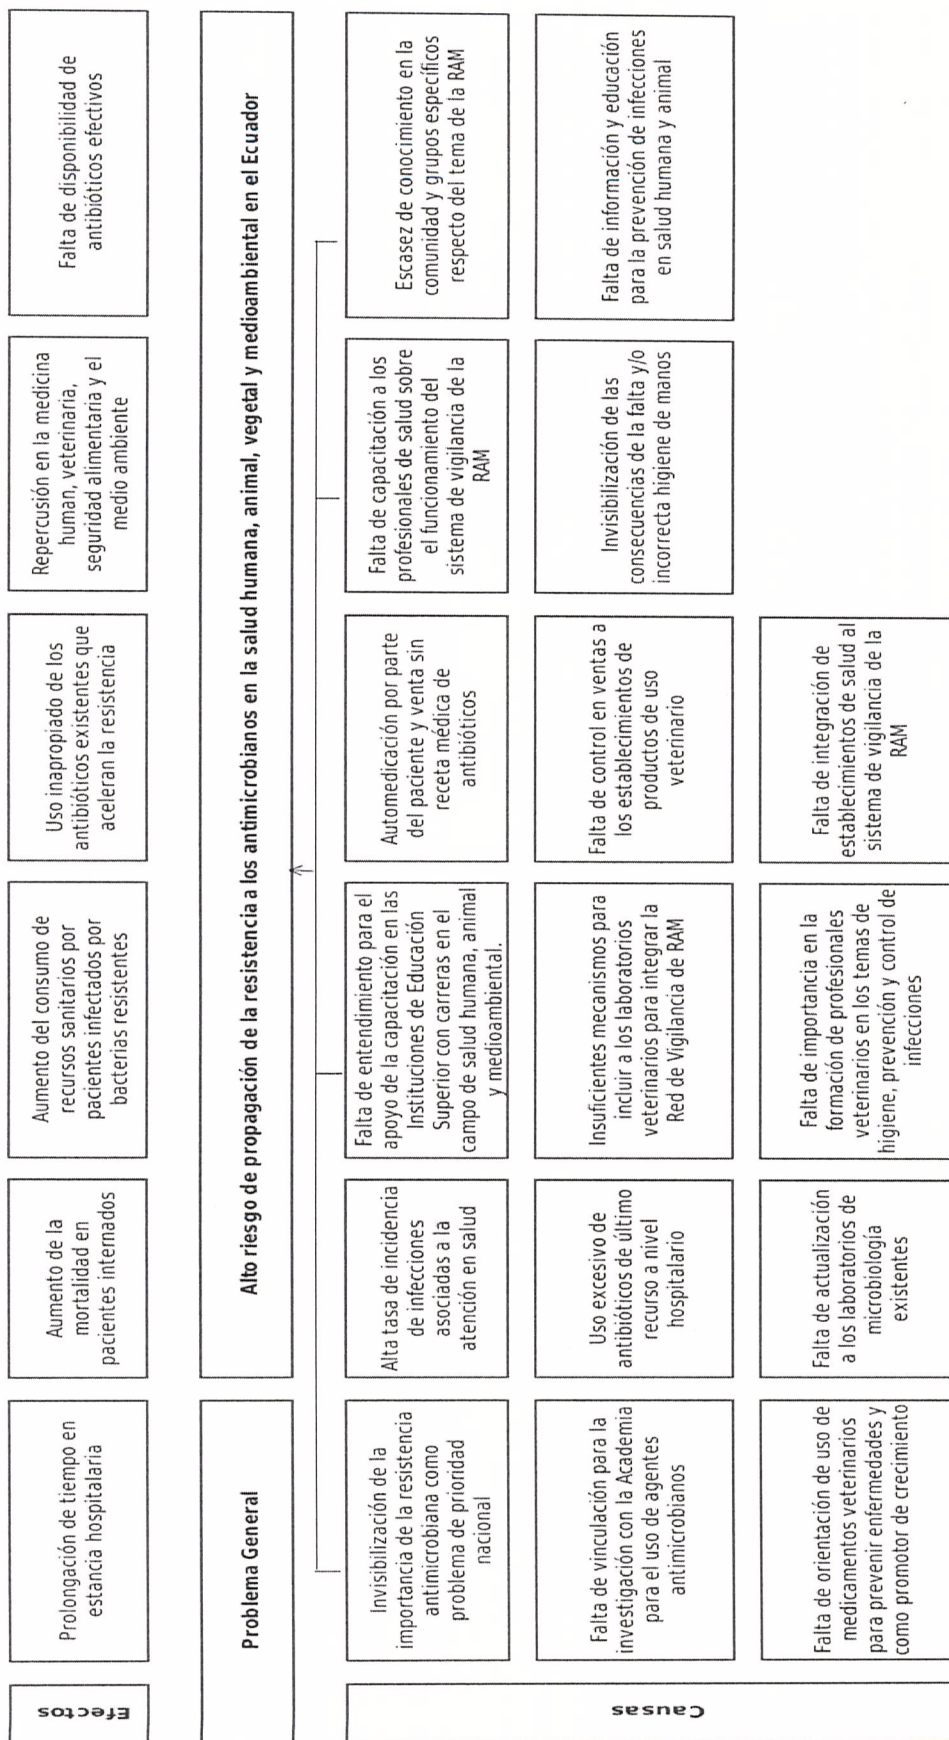 Efectos
Prolongación de tiempo en
estancia hospitalaria
Aumento de la
mortalidad en
pacientes internados
Aumento del consumo de
recursos sanitarios por
pacientes infectados por
bacterias resistentes
Uso inapropiado de los
antibióticos existentes que
aceleran la resistencia
Repercusión en la medicina
human, veterinaria,
seguridad alimentaria y el
medio ambiente
Falta de disponibilidad de
antibióticos efectivos
Problema General
Alto riesgo de propagación de la resistencia a los antimicrobianos en la salud humana, animal, vegetal y medioambiental en el Ecuador
Causas
Invisibilización de la
importancia de la resistencia
antimicrobiana como
problema de prioridad
nacional
Alta tasa de incidencia
de infecciones
asociadas a la
atención en salud
Falta de entendimiento para el
apoyo de la capacitación en las
Instituciones de Educación
Superior con carreras en el
campo de salud humana, animal
y medioambiental.
Automedicación por parte
del paciente y venta sin
receta médica de
antibióticos
Falta de capacitación a los
profesionales de salud sobre
el funcionamiento del
sistema de vigilancia de la
RAM
Escasez de conocimiento en la
comunidad y grupos específicos
respecto del tema de la RAM
Falta de vinculación para la
investigación con la Academia
para el uso de agentes
antimicrobianos
Uso excesivo de
antibióticos de último
recurso a nivel
hospitalario
Insuficientes mecanismos para
incluir a los laboratorios
veterinarios para integrar la
Red de Vigilancia de RAM
Falta de control en ventas a
los establecimientos de
productos de uso
veterinario
Invisibilización de las
consecuencias de la falta y/o
incorrecta higiene de manos
Falta de información y educación
para la prevención de infecciones
en salud humana y animal
Falta de orientación de uso de
medicamentos veterinarios
para prevenir enfermedades y
como promotor de crecimiento
Falta de actualización
a los laboratorios de
microbiología
existentes
Falta de importancia en la
formación de profesionales
veterinarios en los temas de
higiene, prevención y control de
infecciones
Falta de integración de
establecimientos de salud al
sistema de vigilancia de la
RAM